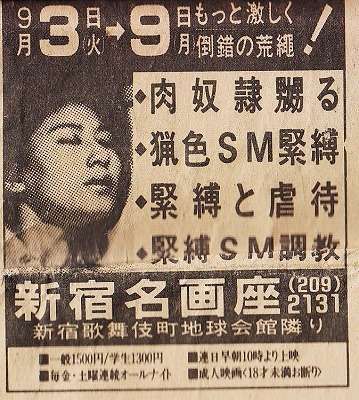 9月3日火→9日月もっと激しく倒錯の荒縄!
◆肉奴隷嬲る
◆猟色SM緊縛
◆緊縛と虐待
◆緊縛SM調教
新宿名画座(209)2131
新宿歌舞伎町地球会館隣り
■一般1500円/学生1300円 ■連日早朝10時より上映
■毎金・土曜連続オールナイト ■成人映画<18才未満お断り>